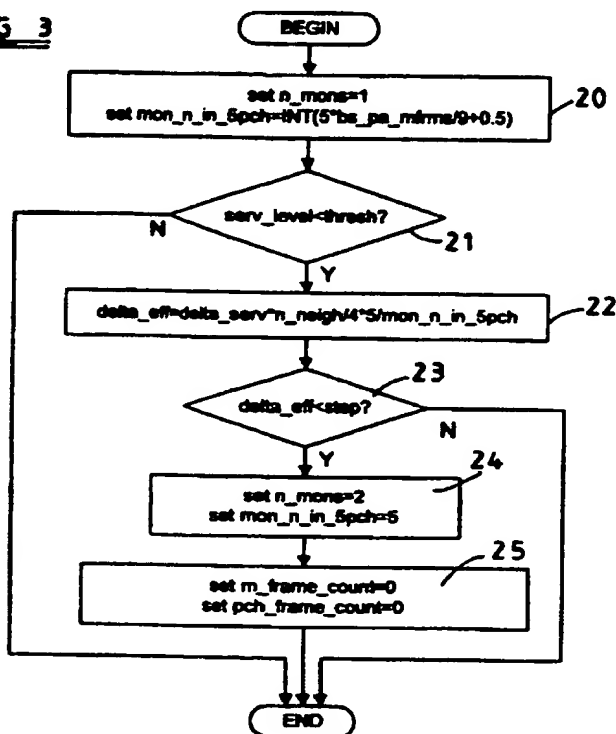 FIG 3
BEGIN
set n_mons=1
set mon_n_in_5pch=INT(5*bs_pa_mfrms/9+0.5)
20
serv_level<thresh?
N
21
Y
delta_eff=delta_serv*n_neigh/4*5/mon_n_in_5pch
22
23
delta_eff<step?
N
Y
24
set n_mons=2
set mon_n_in_5pch=5
25
set m_frame_count=0
set pch_frame_count=0
END